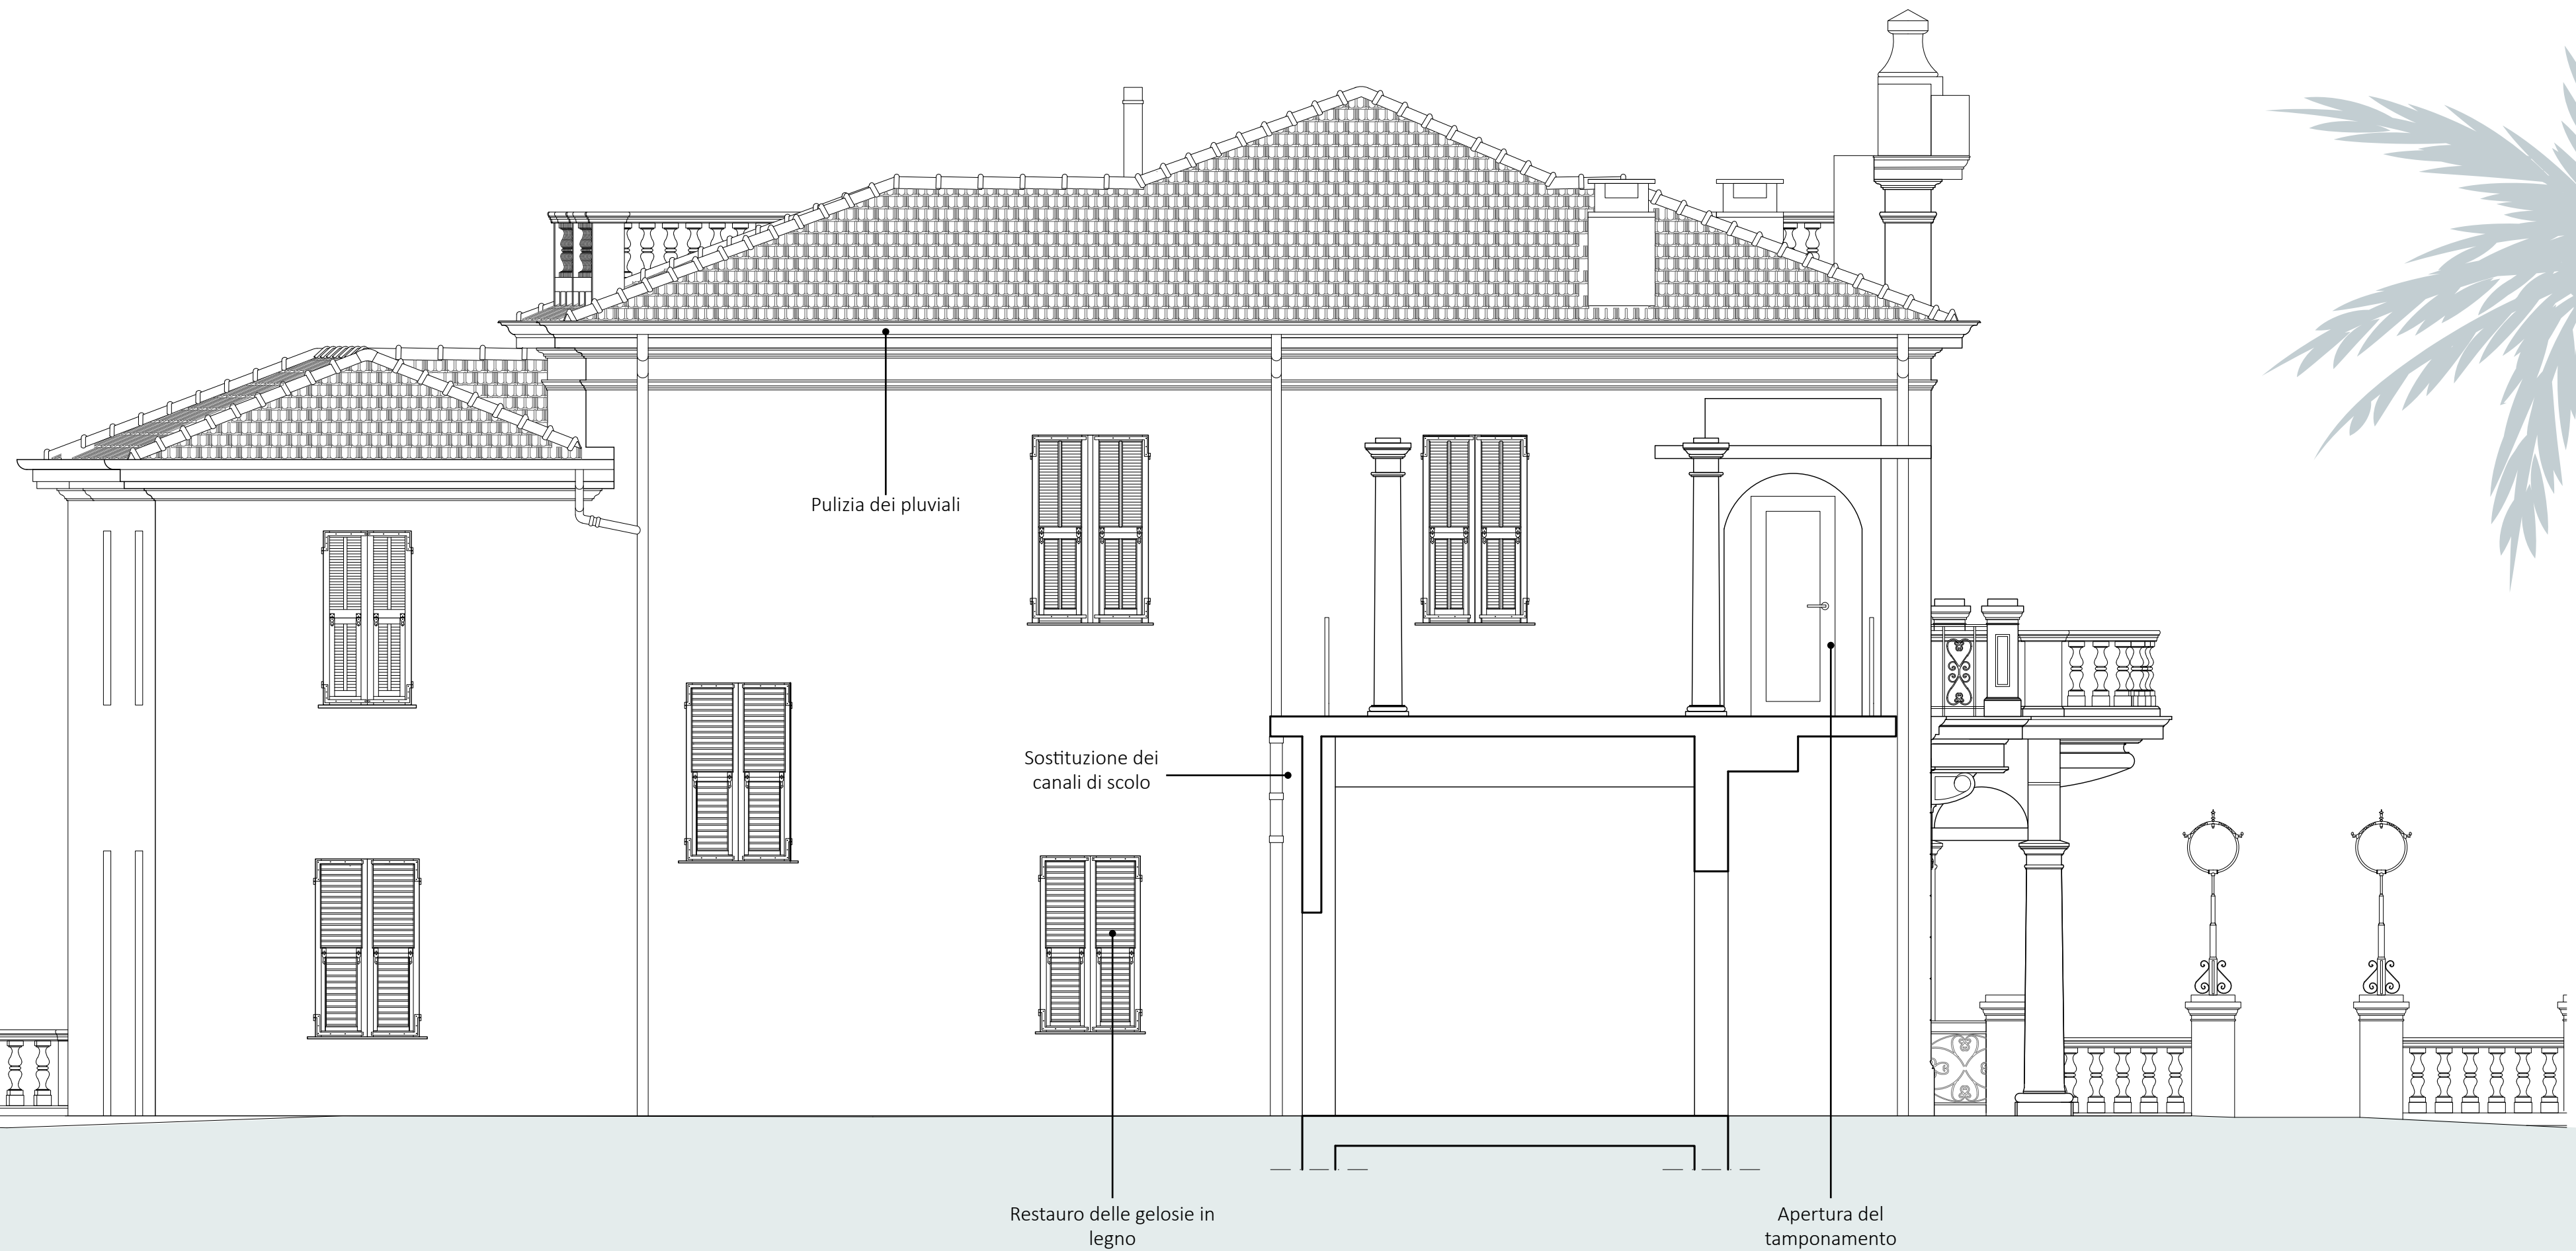 Pulizia dei pluviali
Sostituzione dei
canali di scolo
Restauro delle gelosie in
legno
Apertura del
tamponamento